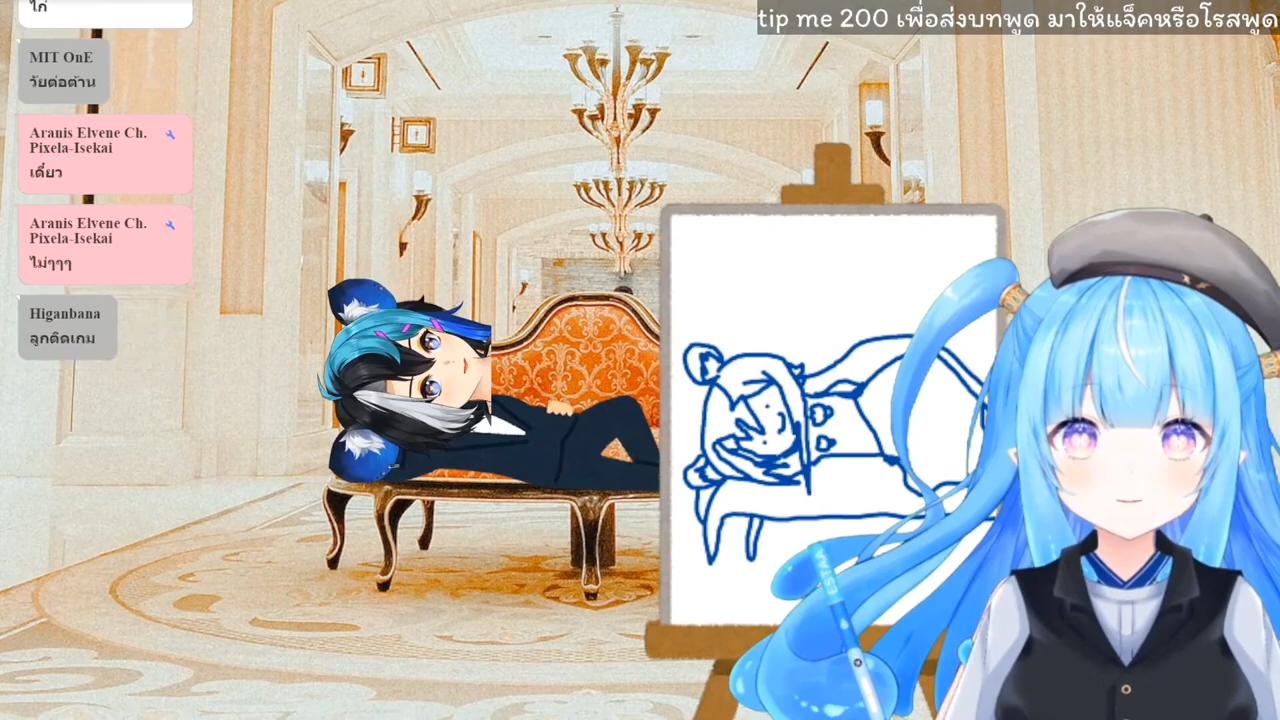 ไก่
tip me 200 เพื่อส่งบทพูด มาให้แจ็คหรือโรสพูด
MIT OnE
วัยต่อต้าน
Aranis Elvene Ch.
Pixela-Isekai
เดี๋ยว
Aranis Elvene Ch.
Pixela-Isekai
ไม่ๆๆๆ
Higanbana
ลูกติดเกม
ESTAA